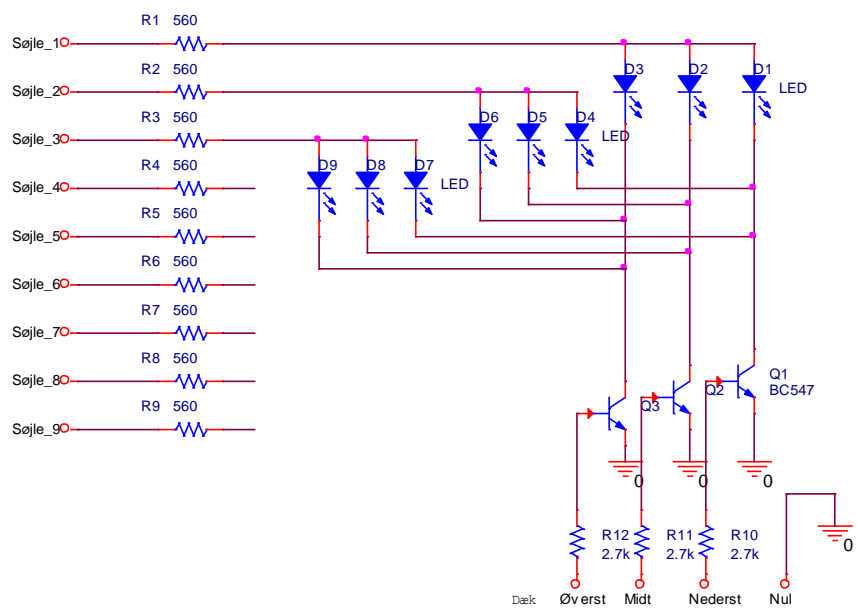 R1 560
Søjle_1
R2 560
Søjle_2
R3 560
Søjle_3
R4 560
Søjle_4
R5 560
Søjle_5
R6 560
Søjle_6
R7 560
Søjle_7
R8 560
Søjle_8
R9 560
Søjle_9
D3 D2 D1
LED
D6 D5 D4
LED
D9 D8 D7
LED
Q3 Q2 Q1
BC547
0 0 0
R12 R11 R10
2.7k 2.7k 2.7k
0
Dæk Øverst Midt Nederst Nul